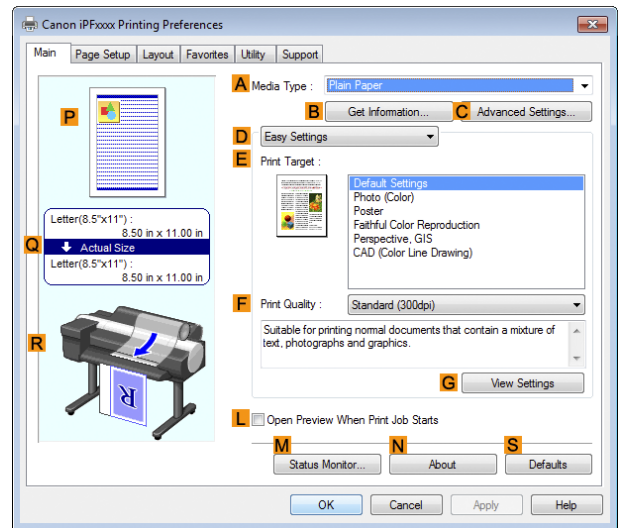 Canon iPFxxxx Printing Preferences
Main Page Setup Layout Favorites Utility Support
A Media Type : Plain Paper
B Get Information... C Advanced Settings...
D Easy Settings
E Print Target :
Default Settings
Photo (Color)
Poster
Faithful Color Reproduction
Perspective, GIS
CAD (Color Line Drawing)
F Print Quality : Standard (300dpi)
Suitable for printing normal documents that contain a mixture of
text, photographs and graphics.
G View Settings
L Open Preview When Print Job Starts
M N S
Status Monitor... About Defaults
OK Cancel Apply Help
P
Letter(8.5"x11") :
8.50 in x 11.00 in
Q Actual Size
Letter(8.5"x11") :
8.50 in x 11.00 in
R
R